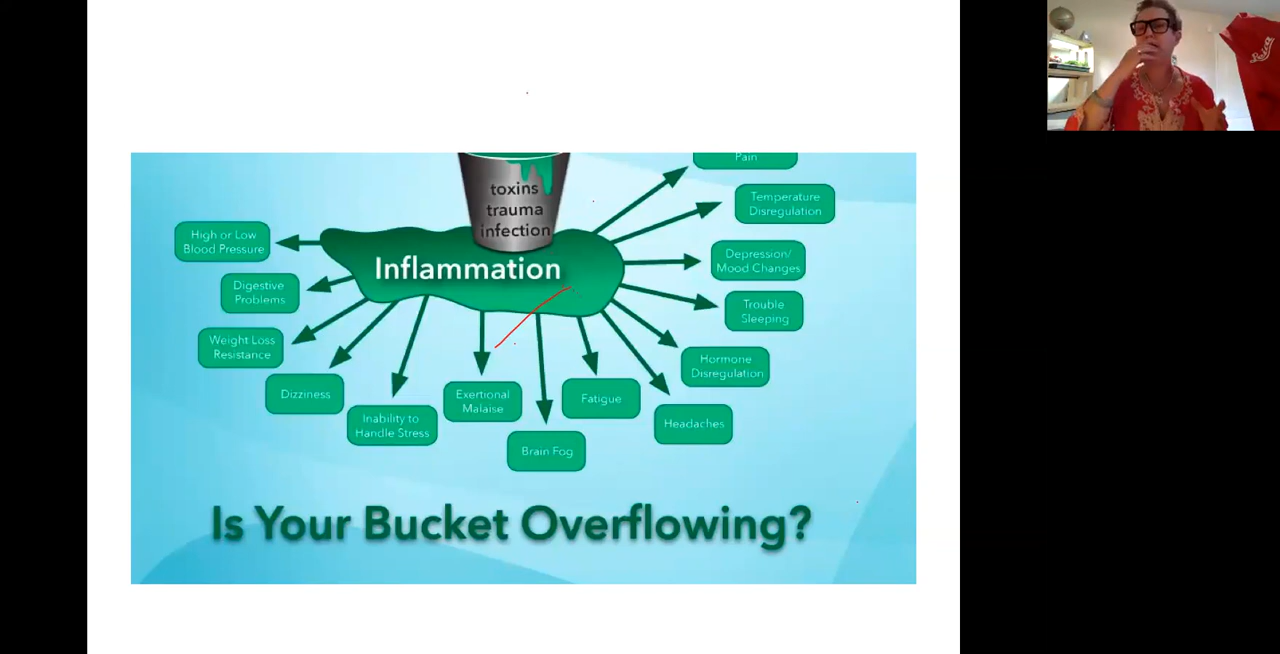 Pain
toxins
trauma
infection
Temperature
Disregulation
High or Low
Blood Pressure
Inflammation
Depression/
Mood Changes
Digestive
Problems
Trouble
Sleeping
Weight Loss
Resistance
Hormone
Disregulation
Dizziness
Exertional
Malaise
Fatigue
Inability to
Handle Stress
Headaches
Brain Fog
Is Your Bucket Overflowing?